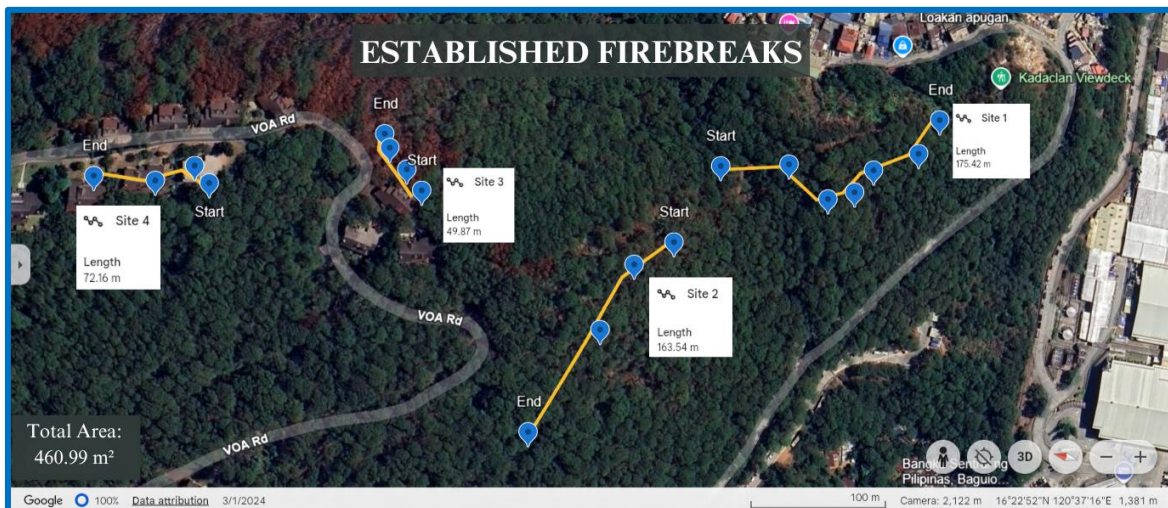 Loakan apugan
ESTABLISHED FIREBREAKS
Kadaclan Viewdeck
End
Site 1
Length
175.42 m
Start
VOA Rd
End
Start
Site 3
Length
49.87 m
End
Start
Site 4
Length
72.16 m
Start
Site 2
Length
163.54 m
End
VOA Rd
VOA Rd
Total Area:
460.99 m²
3D
Pilipinas, Baguio...
Google 100% Data attribution 3/1/2024 100 m Camera: 2,122 m 16°22'52"N 120°37'16"E 1,381 m